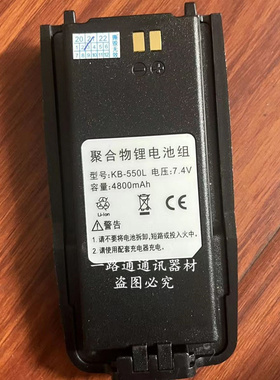 20 21 22
聚合物锂电池组
型号:KB-550L 电压:7.4V
容量:4800mAh
Li-ion
警告:
1、请不要将电池拆卸,短路或投入火中。
2、请使用配套充电器充电。
一路通通讯器材
盗图必究